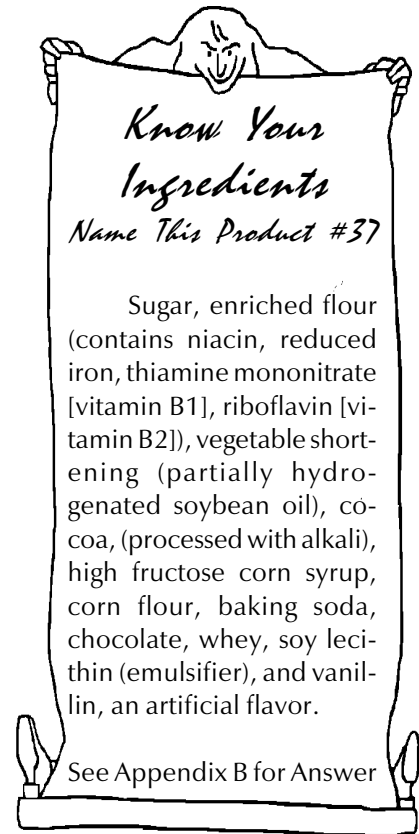 Know Your
Ingredients
Name This Product #37
Sugar, enriched flour
(contains niacin, reduced
iron, thiamine mononitrate
[vitamin B1], riboflavin [vi-
tamin B2]), vegetable short-
ening (partially hydro-
genated soybean oil), co-
coa, (processed with alkali),
high fructose corn syrup,
corn flour, baking soda,
chocolate, whey, soy leci-
thin (emulsifier), and vanil-
lin, an artificial flavor.
See Appendix B for Answer